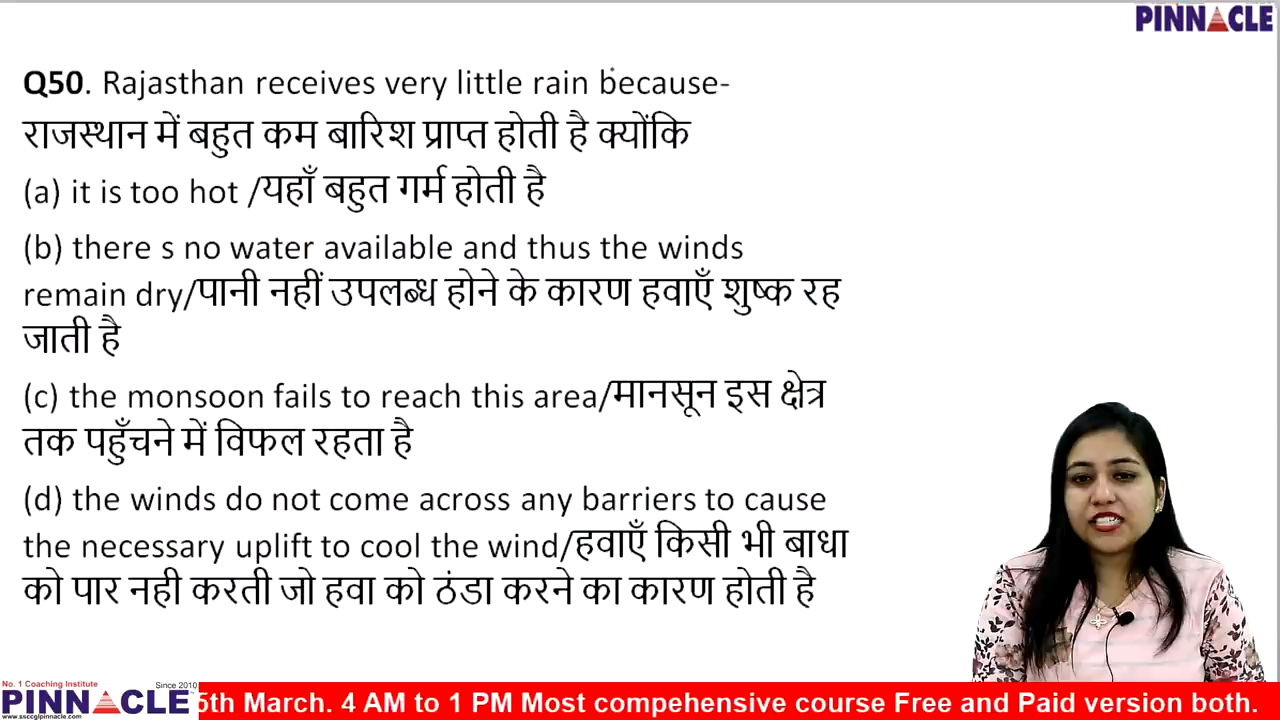 PINNACLE
Q50. Rajasthan receives very little rain because-
राजस्थान में बहुत कम बारिश प्राप्त होती है क्योंकि
(a) it is too hot /यहाँ बहुत गर्म होती है
(b) there s no water available and thus the winds
remain dry/पानी नहीं उपलब्ध होने के कारण हवाएँ शुष्क रह
जाती है
(c) the monsoon fails to reach this area/मानसून इस क्षेत्र
तक पहुँचने में विफल रहता है
(d) the winds do not come across any barriers to cause
the necessary uplift to cool the wind/हवाएँ किसी भी बाधा
को पार नही करती जो हवा को ठंडा करने का कारण होती है
No. 1 Coaching Institute
Since 2010
PINNACLE
www.ssccglpinnacle.com
5th March. 4 AM to 1 PM Most compehensive course Free and Paid version both.